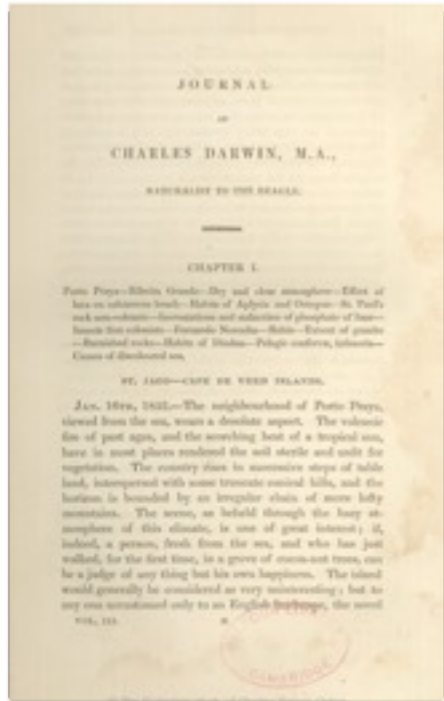 JOURNAL
OF
CHARLES DARWIN, M.A.,
NATURALIST TO THE BEAGLE.
CHAPTER I.
Porto Praya—Ribeira Grande—Dry and clear atmosphere—Effect of
lava on calcareous beach—Habits of Aplysia and Octopus—St. Paul's
rock non-volcanic—Incrustations and stalactites of phosphate of lime—
Insects first colonists—Fernando Noronha—Bahia—Extent of granite
—Burnished rocks—Habits of Diodon—Pelagic confervæ, infusoria—
Causes of discoloured sea.
ST. JAGO—CAPE DE VERD ISLANDS.
JAN. 16TH, 1832.—The neighbourhood of Porto Praya,
viewed from the sea, wears a desolate aspect. The volcanic
fire of past ages, and the scorching heat of a tropical sun,
have in most places rendered the soil sterile and unfit for
vegetation. The country rises in successive steps of table
land, interspersed with some truncate conical hills, and the
horizon is bounded by an irregular chain of more lofty
mountains. The scene, as beheld through the hazy at-
mosphere of this climate, is one of great interest; if,
indeed, a person, fresh from the sea, and who has just
walked, for the first time, in a grove of cocoa-nut trees, can
be a judge of any thing but his own happiness. The island
would generally be considered as very uninteresting; but to
any one accustomed only to an English landscape, the novel
VOL. III. B
CAMBRIDGE